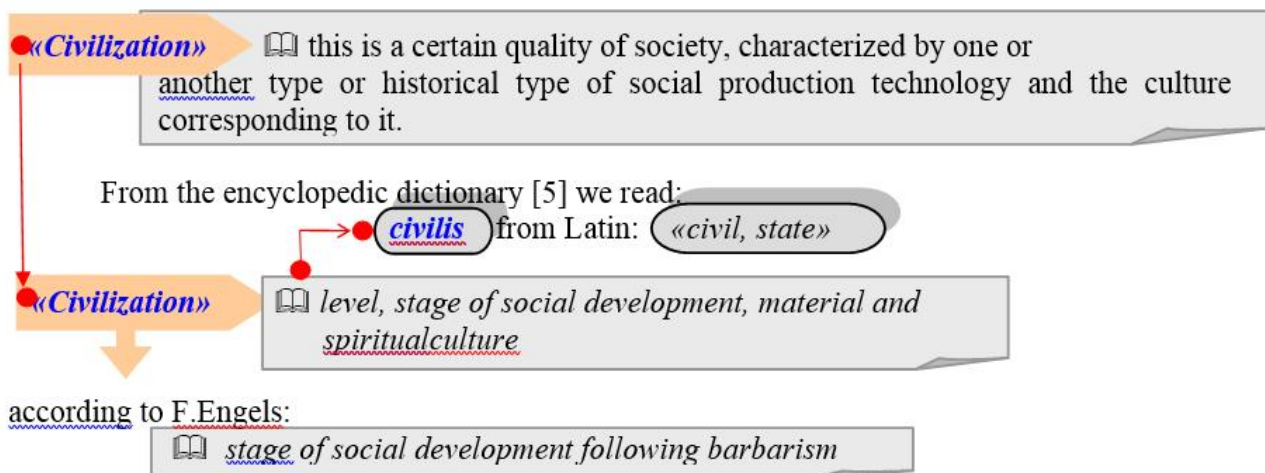 «Civilization» 🕮 this is a certain quality of society, characterized by one or
another type or historical type of social production technology and the culture
corresponding to it.
From the encyclopedic dictionary [5] we read:
civilis from Latin: «civil, state»
«Civilization» 🕮 level, stage of social development, material and
spiritualculture
according to F.Engels:
🕮 stage of social development following barbarism